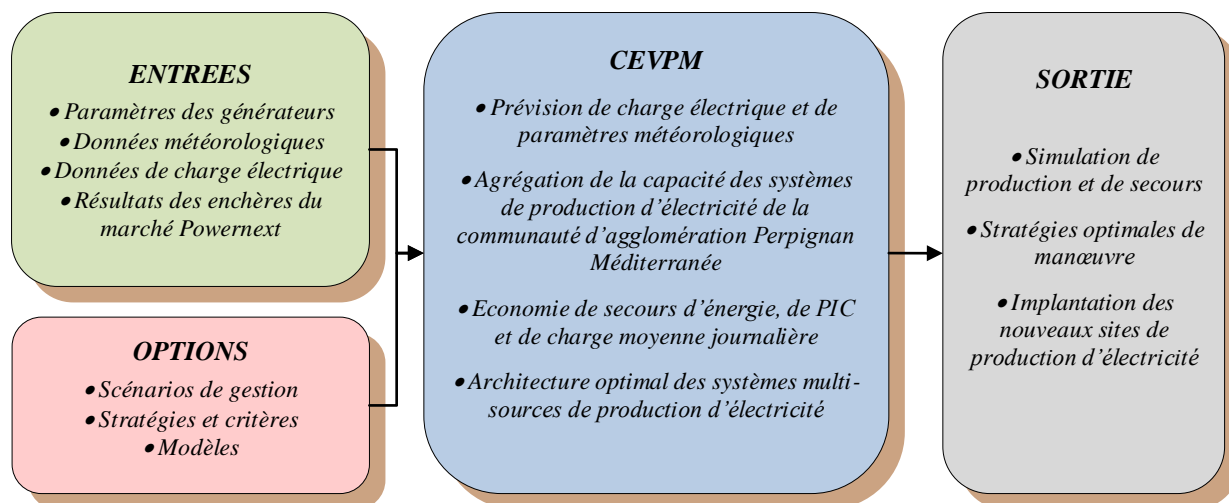 ENTREES
• Paramètres des générateurs
• Données météorologiques
• Données de charge électrique
• Résultats des enchères du
marché Powernext
OPTIONS
• Scénarios de gestion
• Stratégies et critères
• Modèles
CEVPM
• Prévision de charge électrique et de
paramètres météorologiques
• Agrégation de la capacité des systèmes
de production d’électricité de la
communauté d’agglomération Perpignan
Méditerranée
• Economie de secours d’énergie, de PIC
et de charge moyenne journalière
• Architecture optimal des systèmes multi-
sources de production d’électricité
SORTIE
• Simulation de
production et de secours
• Stratégies optimales de
manœuvre
• Implantation des
nouveaux sites de
production d’électricité